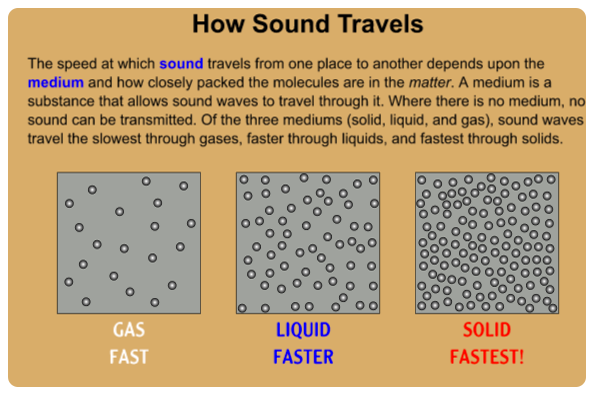 How Sound Travels
The speed at which sound travels from one place to another depends upon the
medium and how closely packed the molecules are in the matter. A medium is a
substance that allows sound waves to travel through it. Where there is no medium, no
sound can be transmitted. Of the three mediums (solid, liquid, and gas), sound waves
travel the slowest through gases, faster through liquids, and fastest through solids.
GAS LIQUID SOLID
FAST FASTER FASTEST!